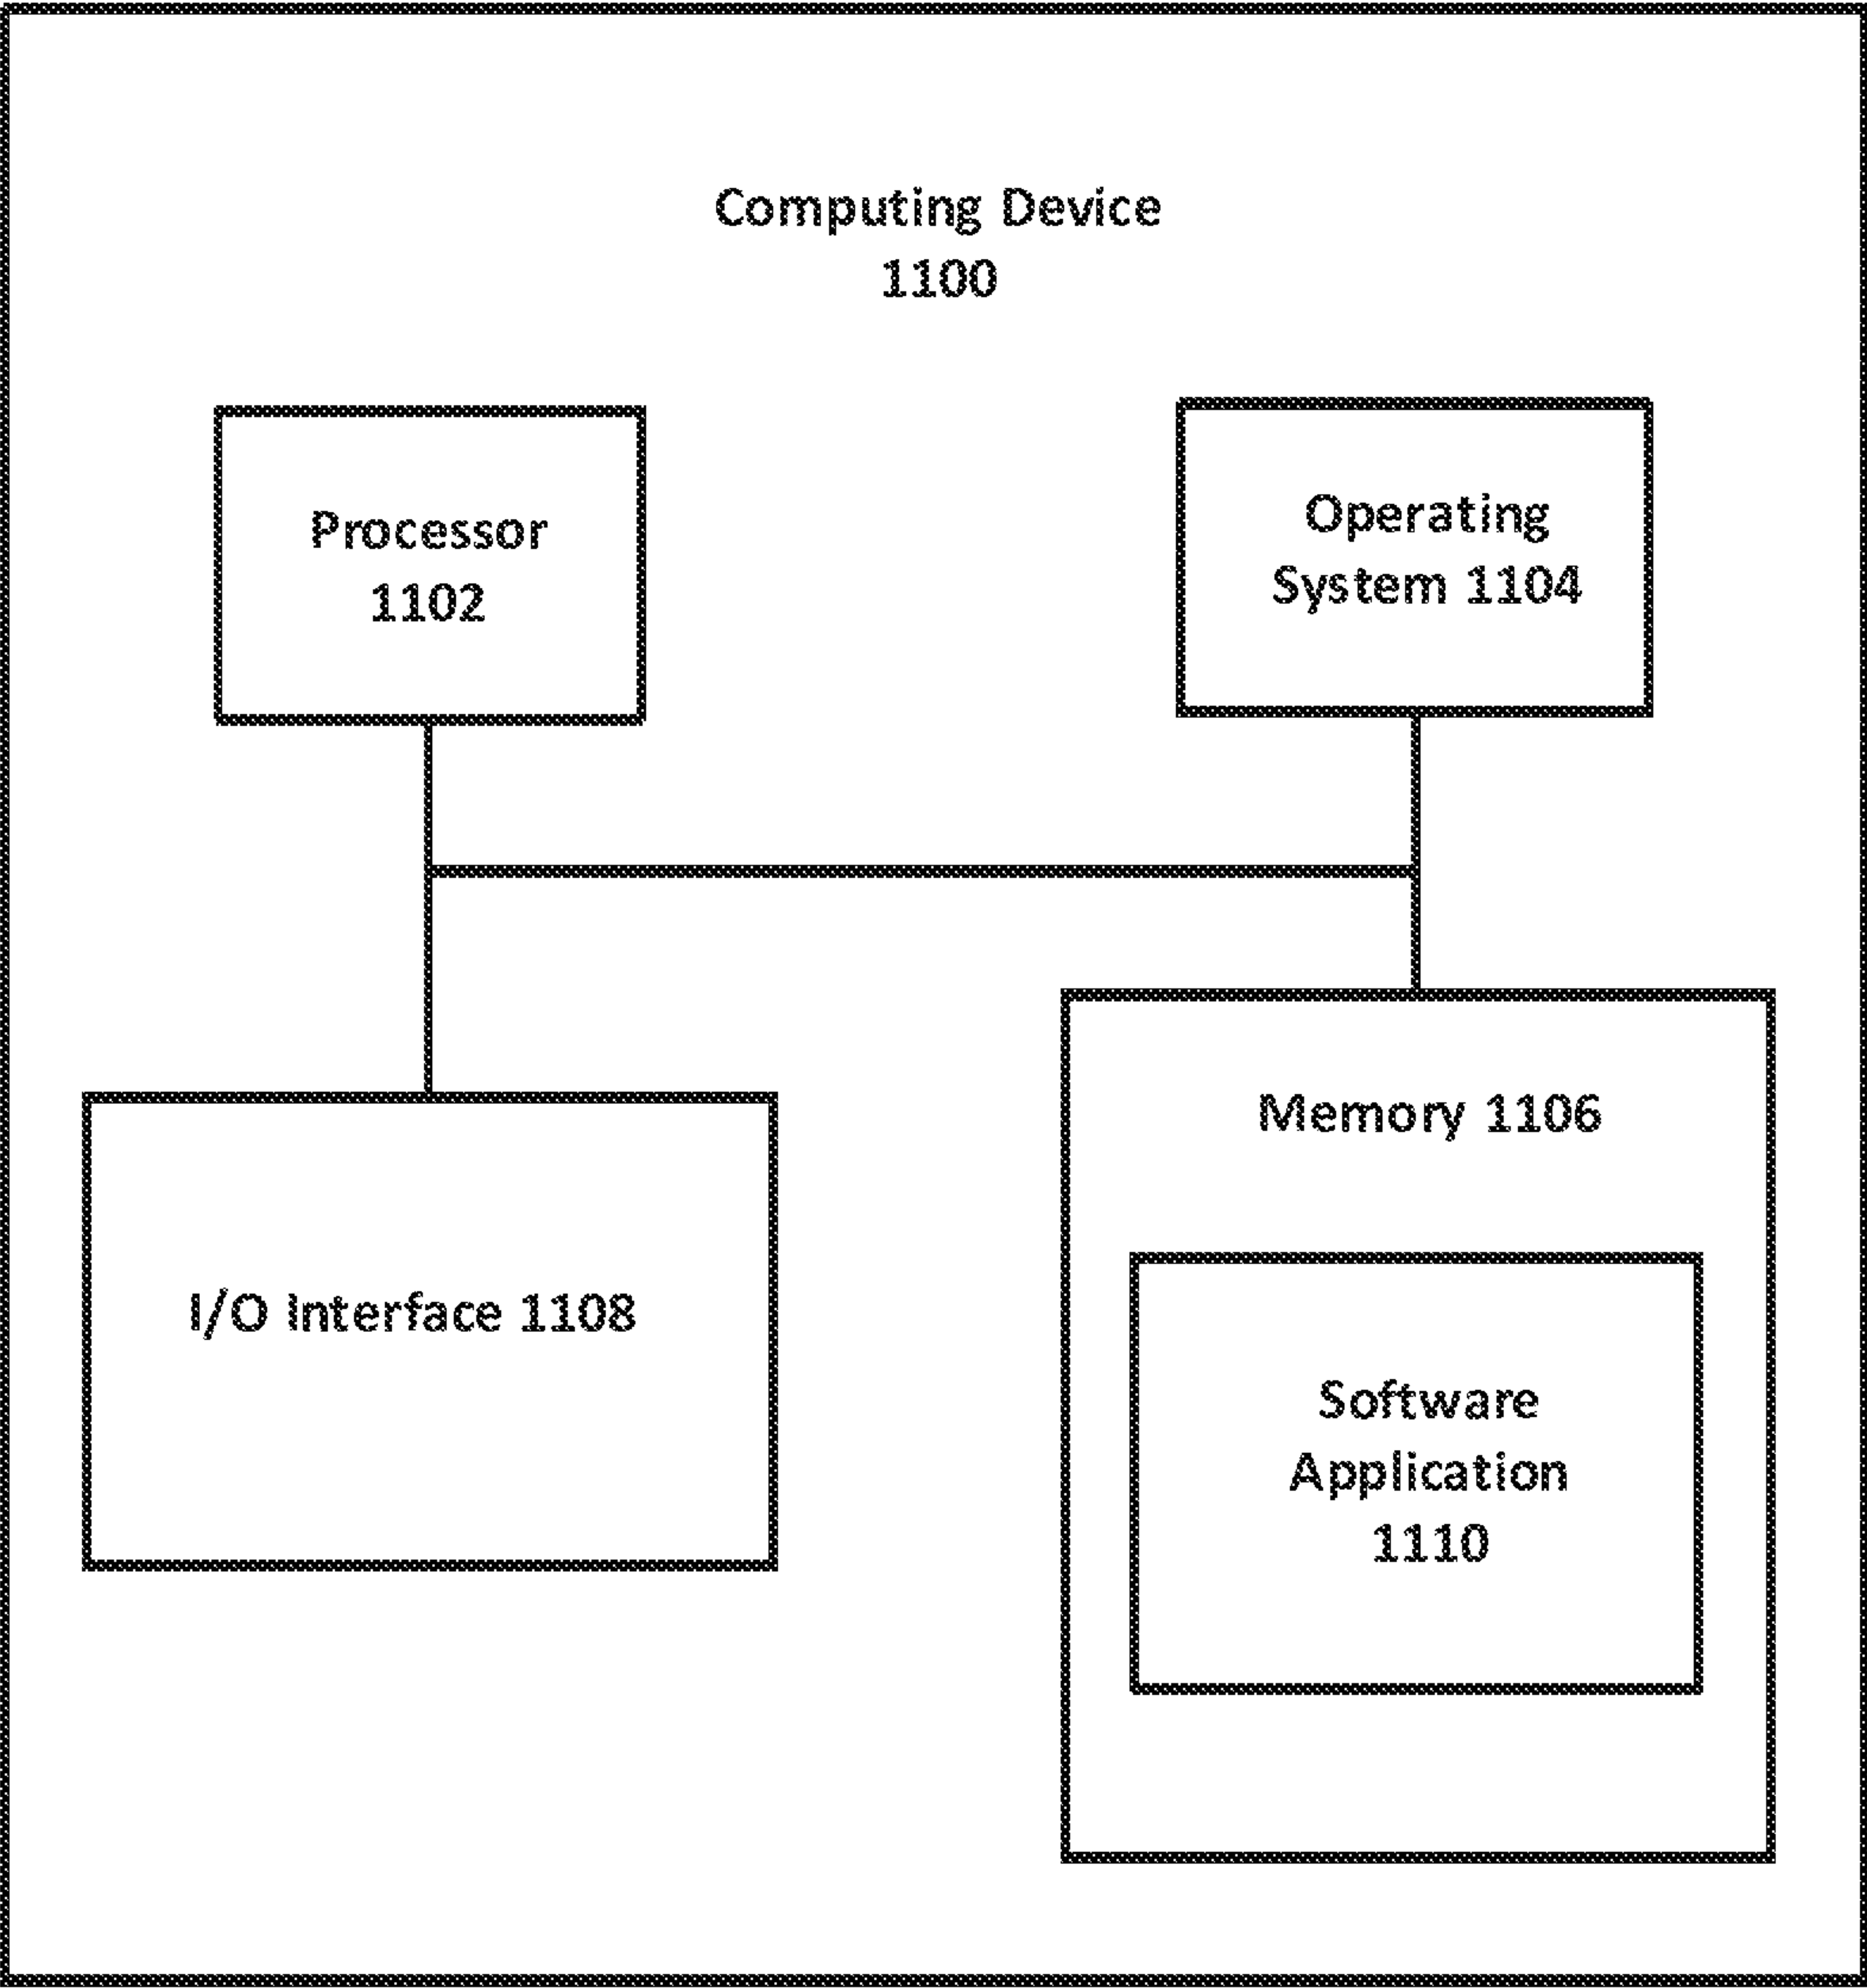 Computing Device
1100
Processor
1102
Operating
System 1104
I/O Interface 1108
Memory 1106
Software
Application
1110